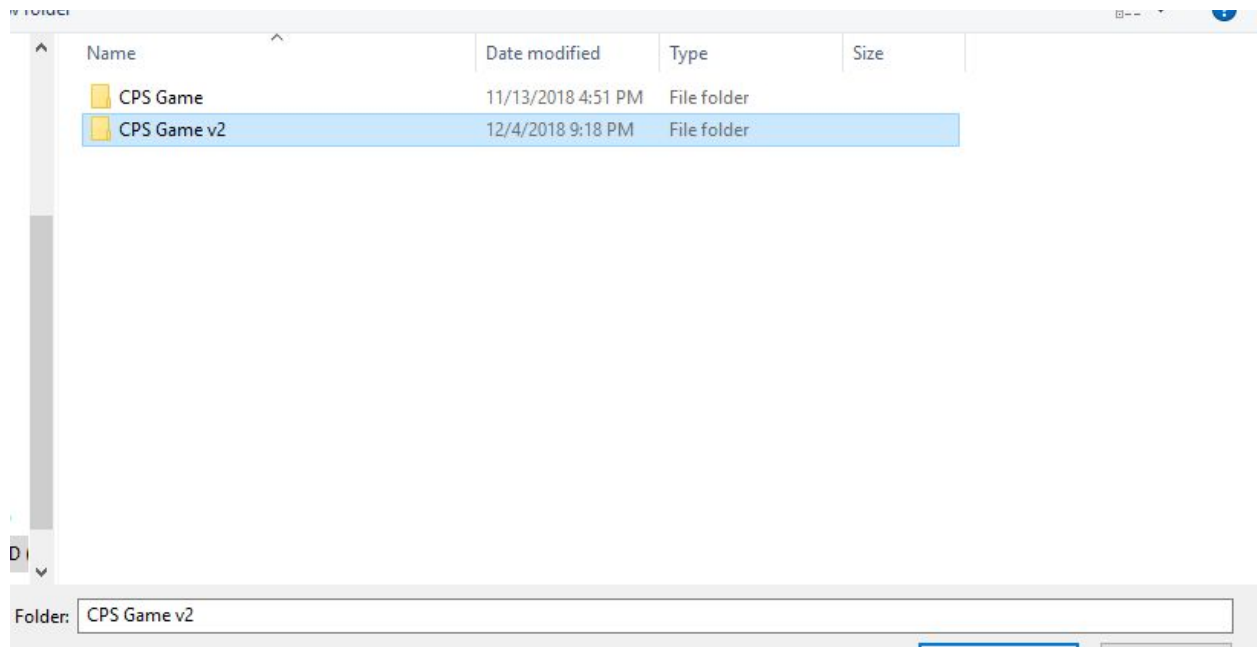 Name Date modified Type Size
CPS Game 11/13/2018 4:51 PM File folder
CPS Game v2 12/4/2018 9:18 PM File folder
D
Folder: CPS Game v2